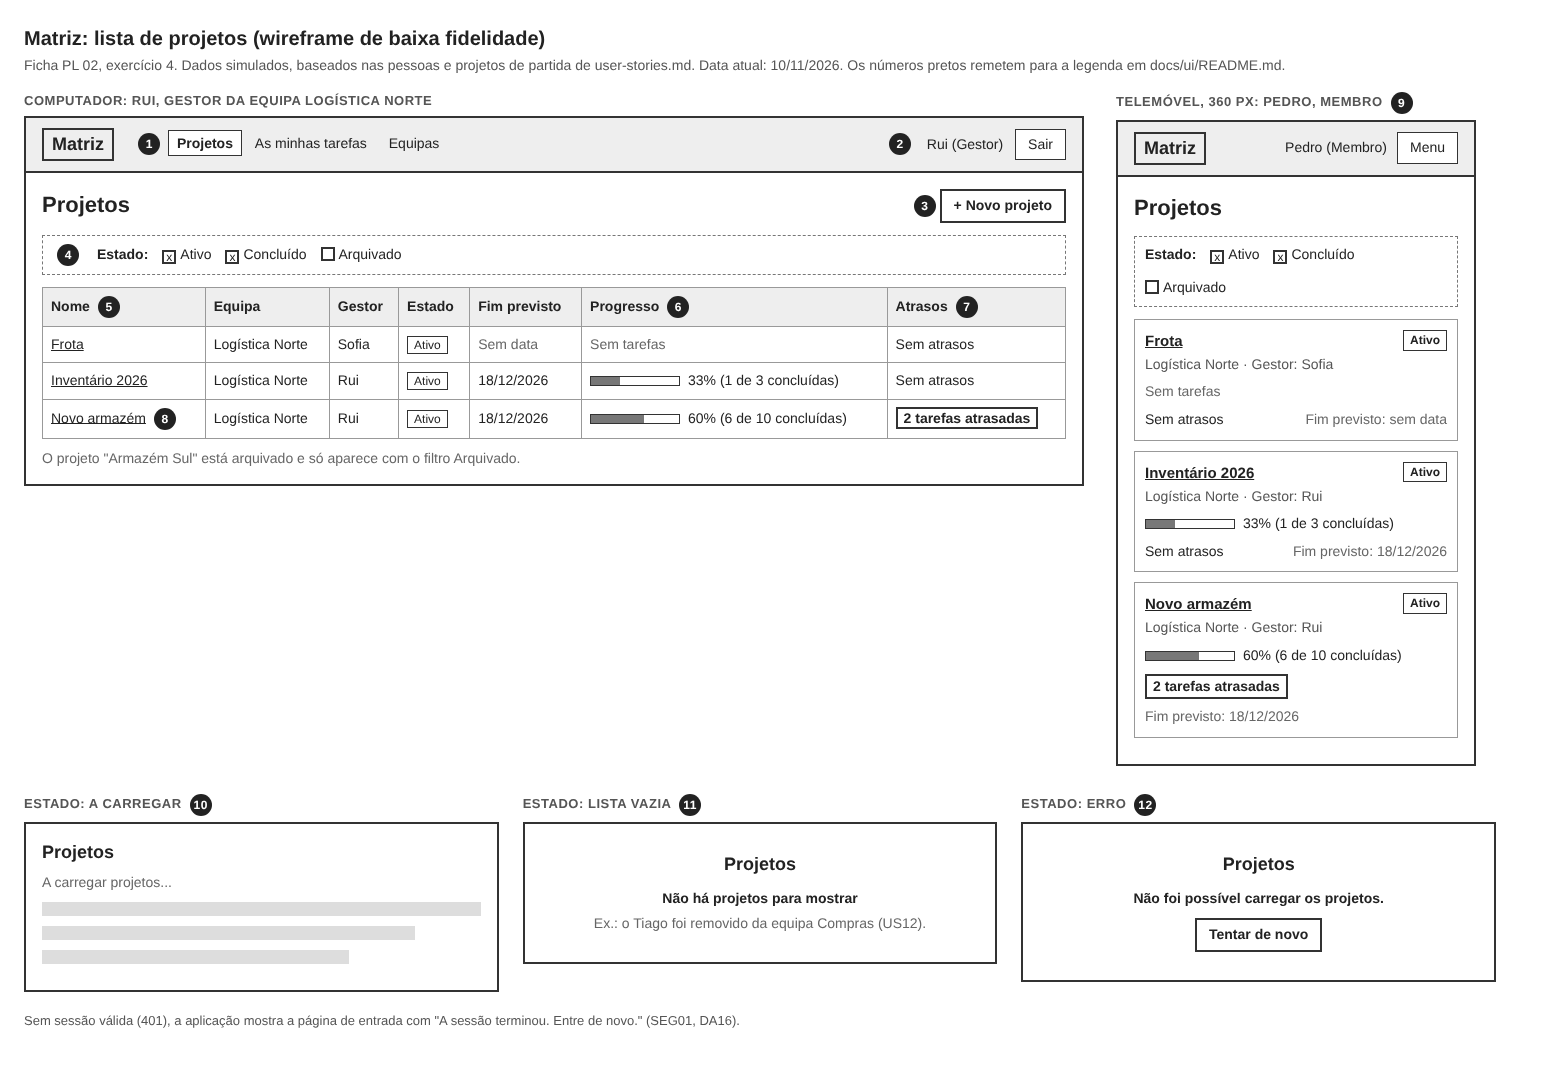 Matriz: lista de projetos (wireframe de baixa fidelidade)
Ficha PL 02, exercício 4. Dados simulados, baseados nas pessoas e projetos de partida de user-stories.md. Data atual: 10/11/2026. Os números pretos remetem para a legenda em docs/ui/README.md.
COMPUTADOR: RUI, GESTOR DA EQUIPA LOGÍSTICA NORTE
Matriz 1 Projetos As minhas tarefas Equipas 2 Rui (Gestor) Sair
Projetos 3 + Novo projeto
4 Estado: x Ativo x Concluído Arquivado
Nome 5 Equipa Gestor Estado Fim previsto Progresso 6 Atrasos 7
Frota Logística Norte Sofia Ativo Sem data Sem tarefas Sem atrasos
Inventário 2026 Logística Norte Rui Ativo 18/12/2026 33% (1 de 3 concluídas) Sem atrasos
Novo armazém 8 Logística Norte Rui Ativo 18/12/2026 60% (6 de 10 concluídas) 2 tarefas atrasadas
O projeto "Armazém Sul" está arquivado e só aparece com o filtro Arquivado.
TELEMÓVEL, 360 PX: PEDRO, MEMBRO 9
Matriz Pedro (Membro) Menu
Projetos
Estado: x Ativo x Concluído
Arquivado
Frota Ativo
Logística Norte · Gestor: Sofia
Sem tarefas
Sem atrasos Fim previsto: sem data
Inventário 2026 Ativo
Logística Norte · Gestor: Rui
33% (1 de 3 concluídas)
Sem atrasos Fim previsto: 18/12/2026
Novo armazém Ativo
Logística Norte · Gestor: Rui
60% (6 de 10 concluídas)
2 tarefas atrasadas
Fim previsto: 18/12/2026
ESTADO: A CARREGAR 10
Projetos
A carregar projetos...
ESTADO: LISTA VAZIA 11
Projetos
Não há projetos para mostrar
Ex.: o Tiago foi removido da equipa Compras (US12).
ESTADO: ERRO 12
Projetos
Não foi possível carregar os projetos.
Tentar de novo
Sem sessão válida (401), a aplicação mostra a página de entrada com "A sessão terminou. Entre de novo." (SEG01, DA16).